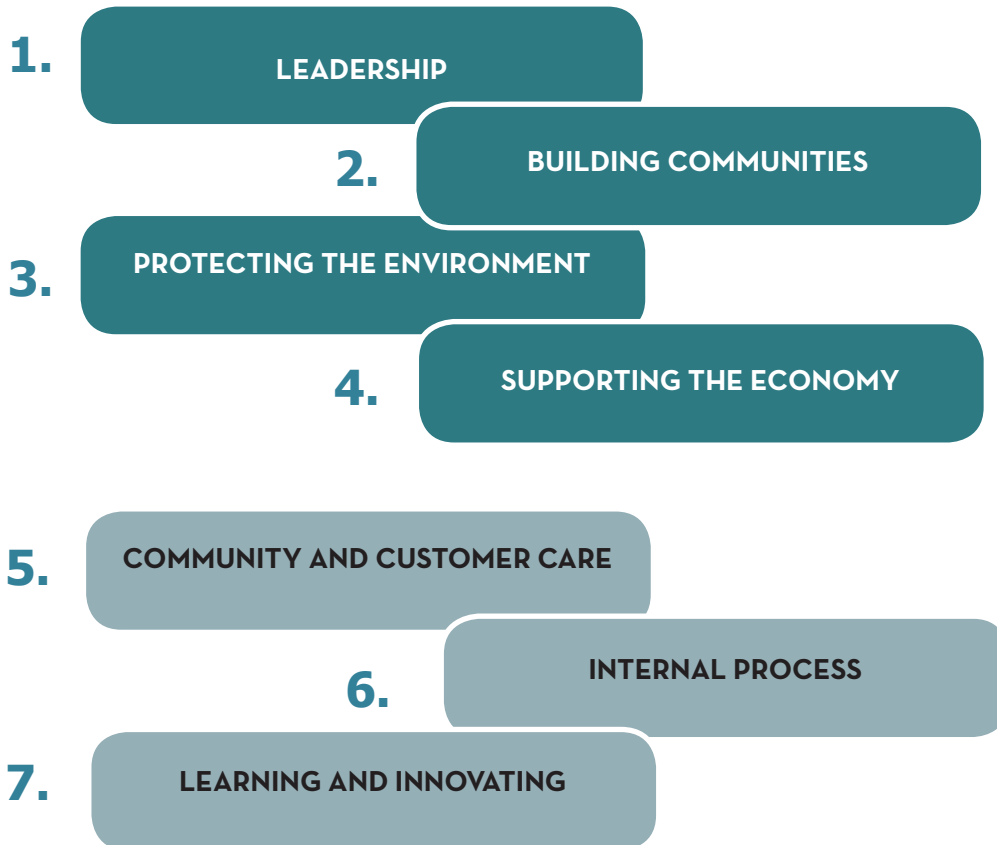 1.
LEADERSHIP
2.
BUILDING COMMUNITIES
3.
PROTECTING THE ENVIRONMENT
4.
SUPPORTING THE ECONOMY
5.
COMMUNITY AND CUSTOMER CARE
6.
INTERNAL PROCESS
7.
LEARNING AND INNOVATING